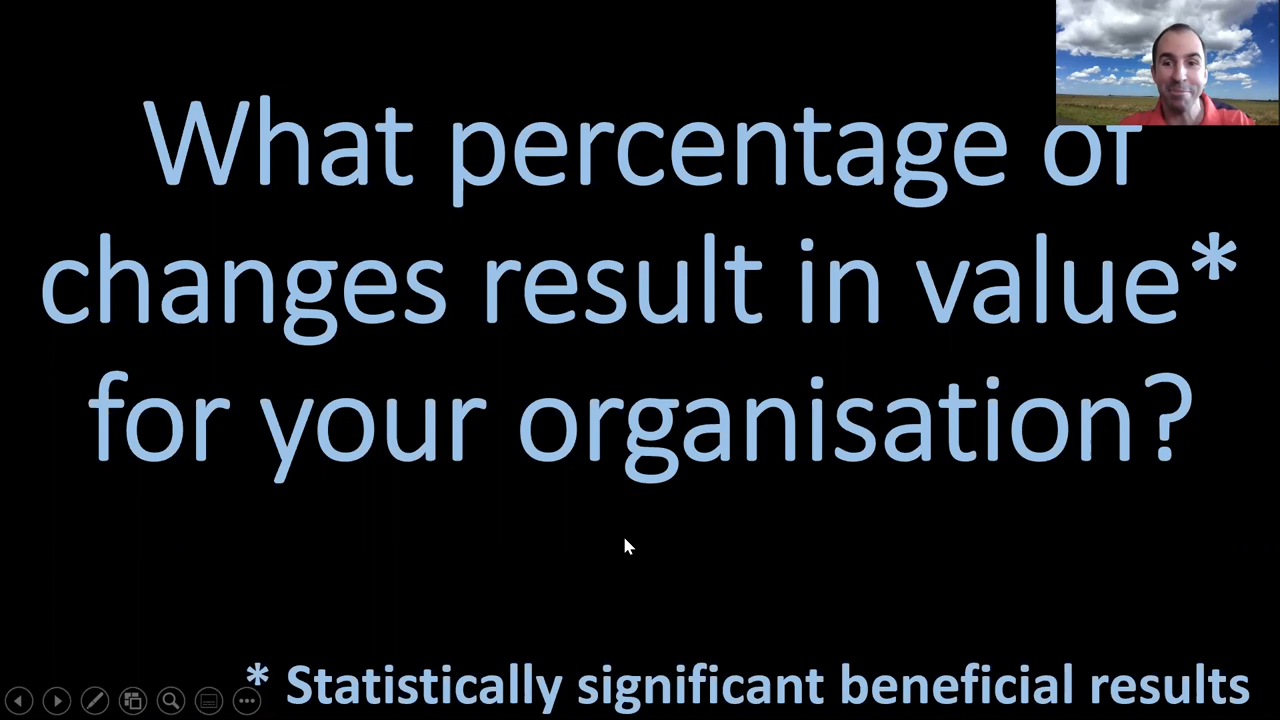 What percentage of
changes result in value*
for your organisation?
* Statistically significant beneficial results